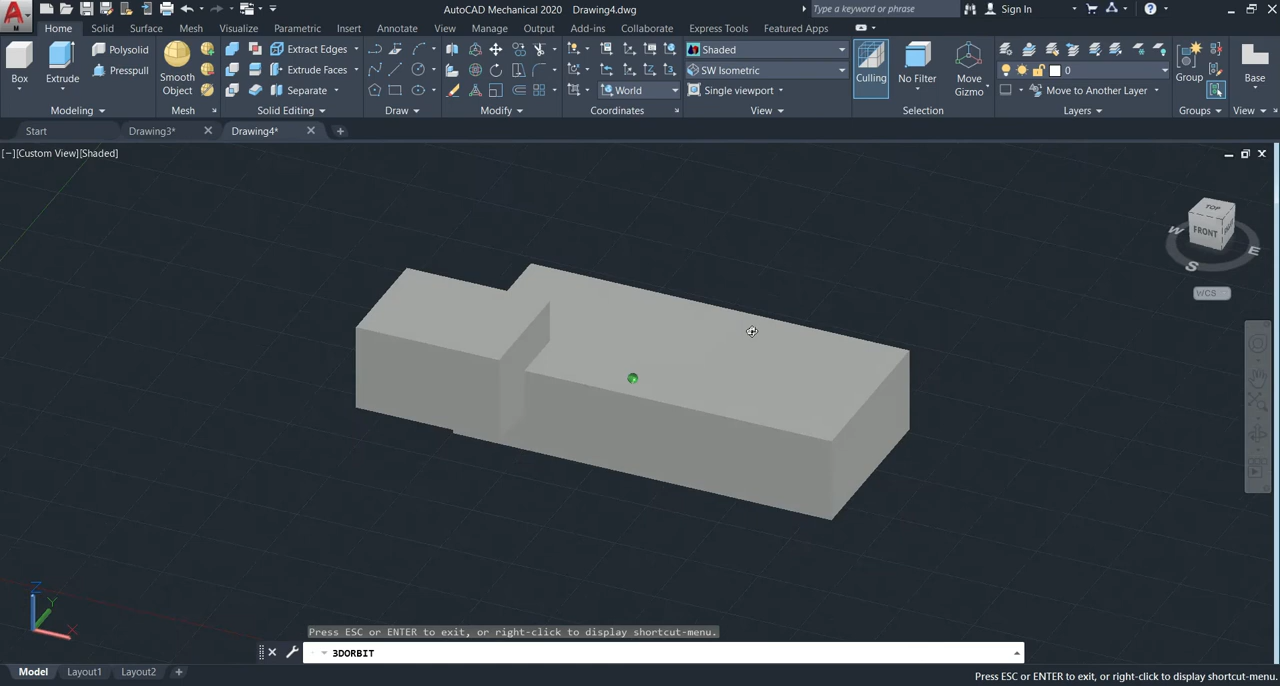 A AutoCAD Mechanical 2020 Drawing4.dwg Type a keyword or phrase Sign In
M
Home Solid Surface Mesh Visualize Parametric Insert Annotate View Manage Output Add-ins Collaborate Express Tools Featured Apps
Polysolid Extract Edges Shaded 0
Box Extrude Presspull Smooth Object Extrude Faces SW Isometric Culling No Filter Move Gizmo Group Base
Separate World Single viewport Move to Another Layer
Modeling Mesh Solid Editing Draw Modify Coordinates View Selection Layers Groups View
Start Drawing3* Drawing4*
[−][Custom View][Shaded]
TOP
W FRONT E
S
WCS
Z
Y
X
Press ESC or ENTER to exit, or right-click to display shortcut-menu.
3DORBIT
Model Layout1 Layout2 Press ESC or ENTER to exit, or right-click to display shortcut-menu.